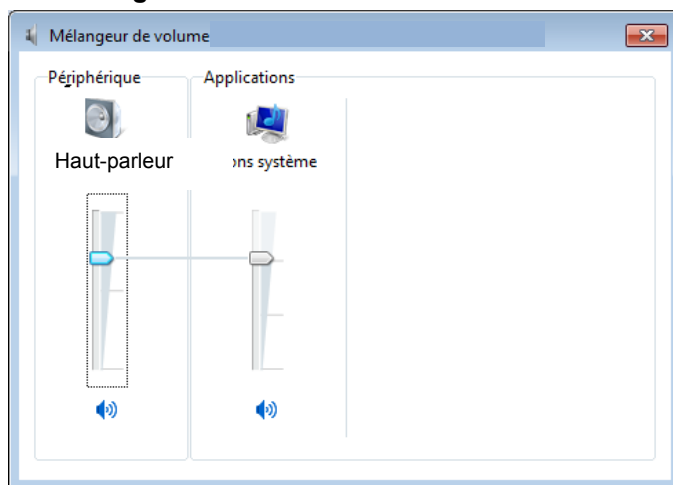 Mélangeur de volume
Périphérique
Applications
Haut-parleur
ons système